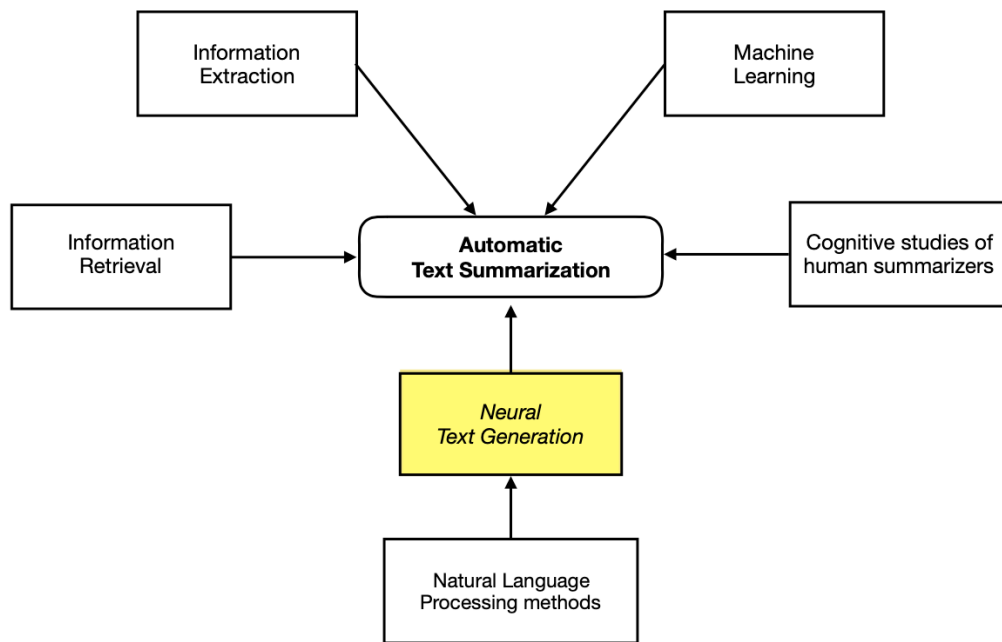 Information
Extraction
Machine
Learning
Information
Retrieval
Automatic
Text Summarization
Cognitive studies of
human summarizers
Neural
Text Generation
Natural Language
Processing methods